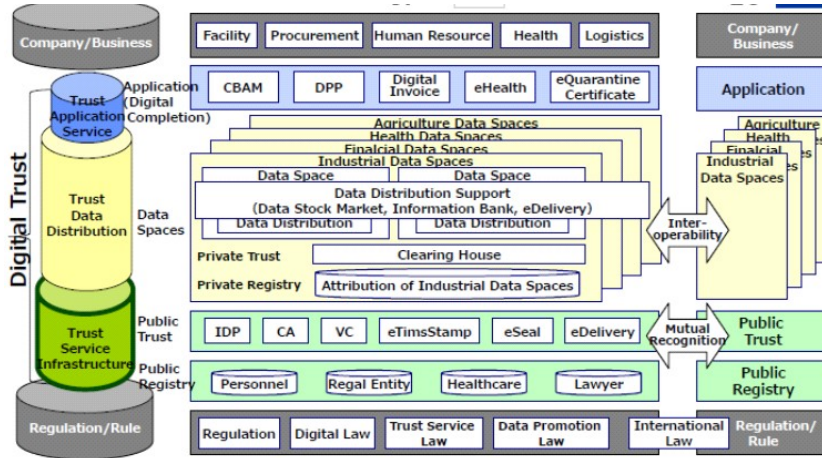 Company/Business
Facility
Procurement
Human Resource
Health
Logistics
Company/
Business
Digital Trust
Trust
Application
Service
Application
(Digital
Completion)
CBAM
DPP
Digital
Invoice
eHealth
eQuarantine
Certificate
Application
Trust
Data
Distribution
Data
Spaces
Agriculture Data Spaces
Health Data Spaces
Finalcial Data Spaces
Industrial Data Spaces
Data Space
Data Space
Data Distribution Support
(Data Stock Market, Information Bank, eDelivery)
Data Distribution
Data Distribution
Private Trust
Clearing House
Private Registry
Attribution of Industrial Data Spaces
Inter-
operability
Agriculture
Health
Finalcial
Industrial
Data Spaces
Trust
Service
Infrastructure
Public
Trust
IDP
CA
VC
eTimsStamp
eSeal
eDelivery
Mutual
Recognition
Public
Trust
Public
Registry
Personnel
Regal Entity
Healthcare
Lawyer
Public
Registry
Regulation/Rule
Regulation
Digital Law
Trust Service
Law
Data Promotion
Law
International
Law
Regulation/
Rule